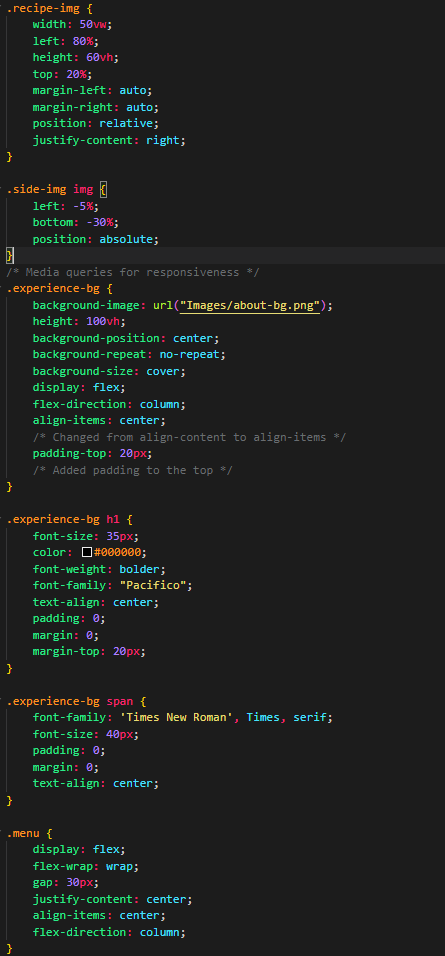 .recipe-img {
width: 50vw;
left: 80%;
height: 60vh;
top: 20%;
margin-left: auto;
margin-right: auto;
position: relative;
justify-content: right;
}
.side-img img {
left: -5%;
bottom: -30%;
position: absolute;
}
/* Media queries for responsiveness */
.experience-bg {
background-image: url("Images/about-bg.png");
height: 100vh;
background-position: center;
background-repeat: no-repeat;
background-size: cover;
display: flex;
flex-direction: column;
align-items: center;
/* Changed from align-content to align-items */
padding-top: 20px;
/* Added padding to the top */
}
.experience-bg h1 {
font-size: 35px;
color: #000000;
font-weight: bolder;
font-family: "Pacifico";
text-align: center;
padding: 0;
margin: 0;
margin-top: 20px;
}
.experience-bg span {
font-family: 'Times New Roman', Times, serif;
font-size: 40px;
padding: 0;
margin: 0;
text-align: center;
}
.menu {
display: flex;
flex-wrap: wrap;
gap: 30px;
justify-content: center;
align-items: center;
flex-direction: column;
}